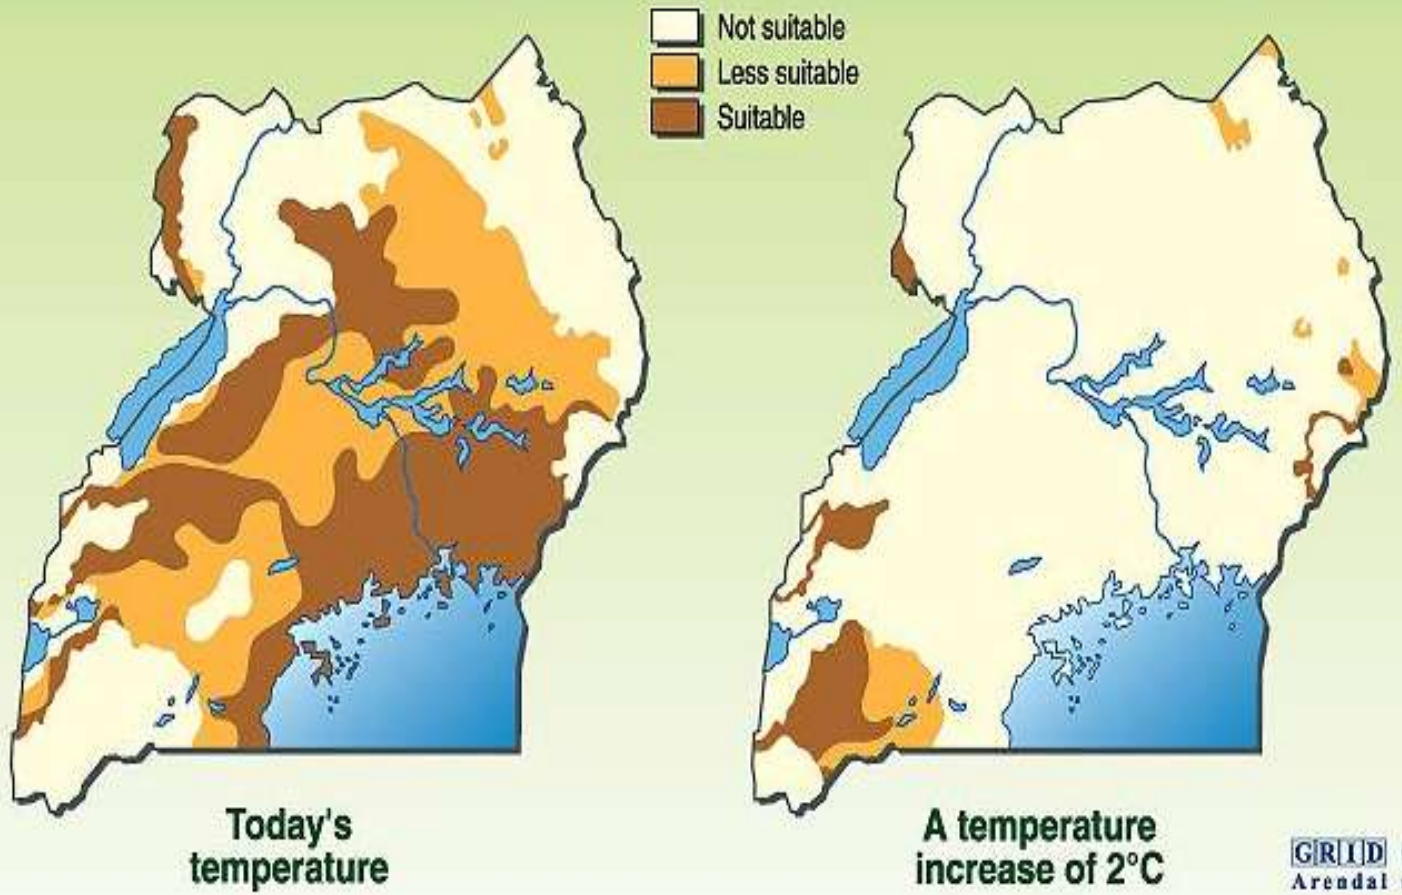 Not suitable
Less suitable
Suitable
Today's
temperature
A temperature
increase of 2°C
GRID
Arendal